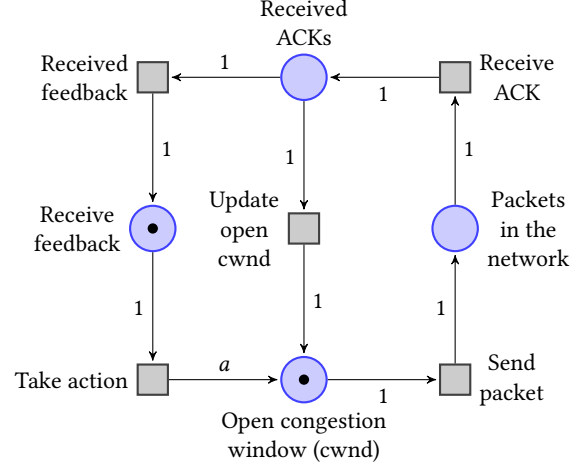 Received
ACKs
Received
feedback
1
1
Receive
ACK
1
1
1
Receive
feedback
Update
open
cwnd
Packets
in the
network
1
1
1
Take action
a
1
Send
packet
Open congestion
window (cwnd)